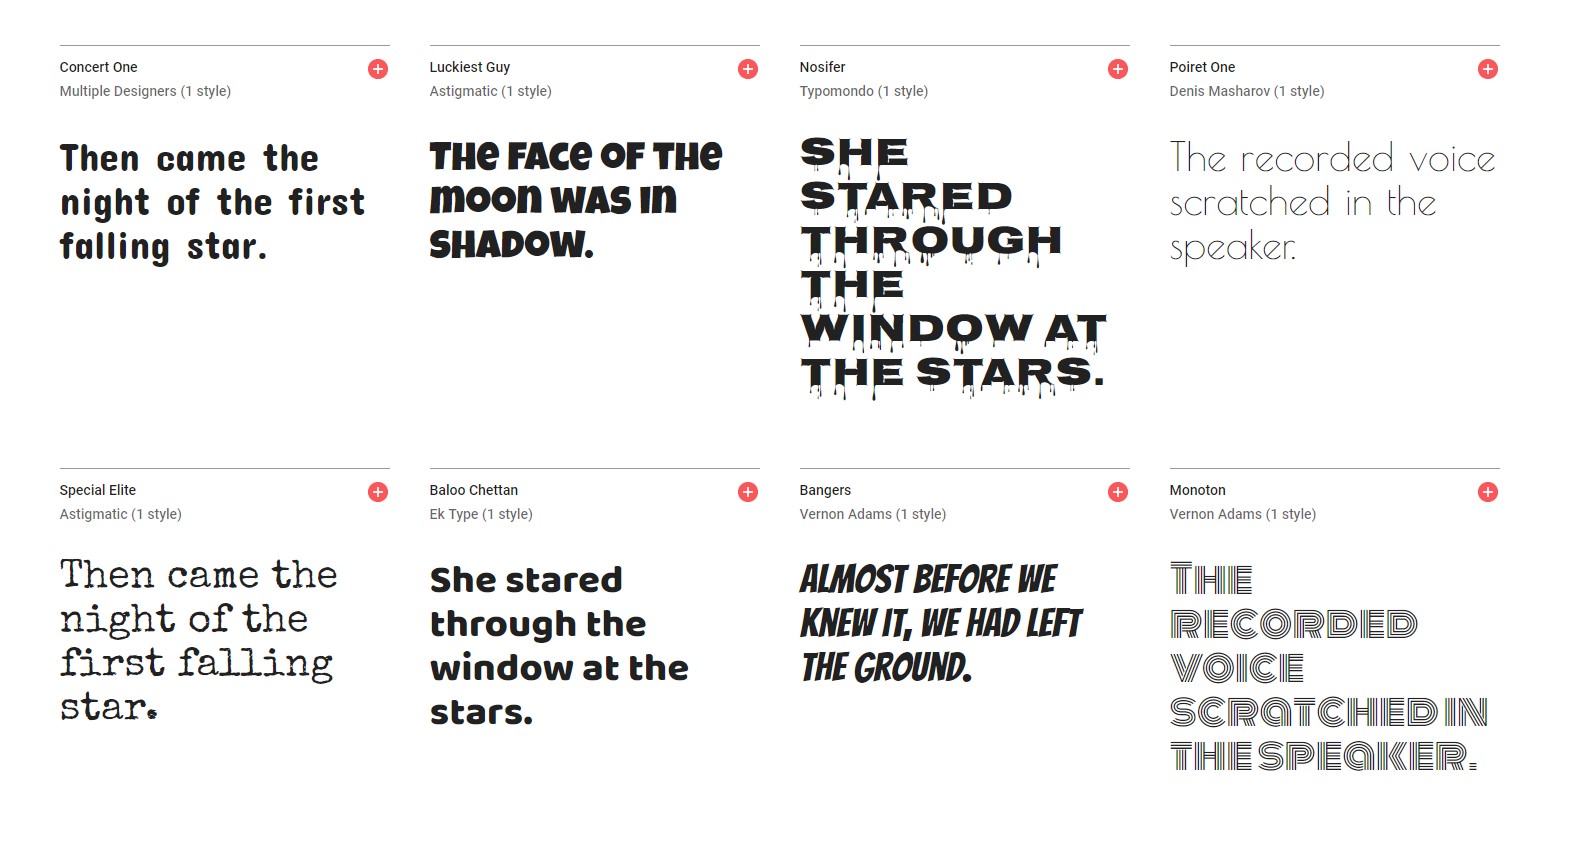 Concert One
Multiple Designers (1 style)
Then came the
night of the first
falling star.
Luckiest Guy
Astigmatic (1 style)
THe FACe OF THe
moon WAS In
SHADOW.
Nosifer
Typomondo (1 style)
SHE
STARED
THROUGH
THE
WINDOW AT
THE STARS.
Poiret One
Denis Masharov (1 style)
The recorded voice
scratched in the
speaker.
Special Elite
Astigmatic (1 style)
Then came the
night of the
first falling
star.
Baloo Chettan
Ek Type (1 style)
She stared
through the
window at the
stars.
Bangers
Vernon Adams (1 style)
ALMOST BEFORE WE
KNEW IT, WE HAD LEFT
THE GROUND.
Monoton
Vernon Adams (1 style)
THE
RECORDED
VOICE
SCRaTCHED IN
THE SPEaKER.